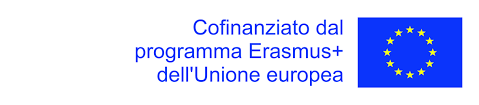 Cofinanziato dal
programma Erasmus+
dell'Unione europea